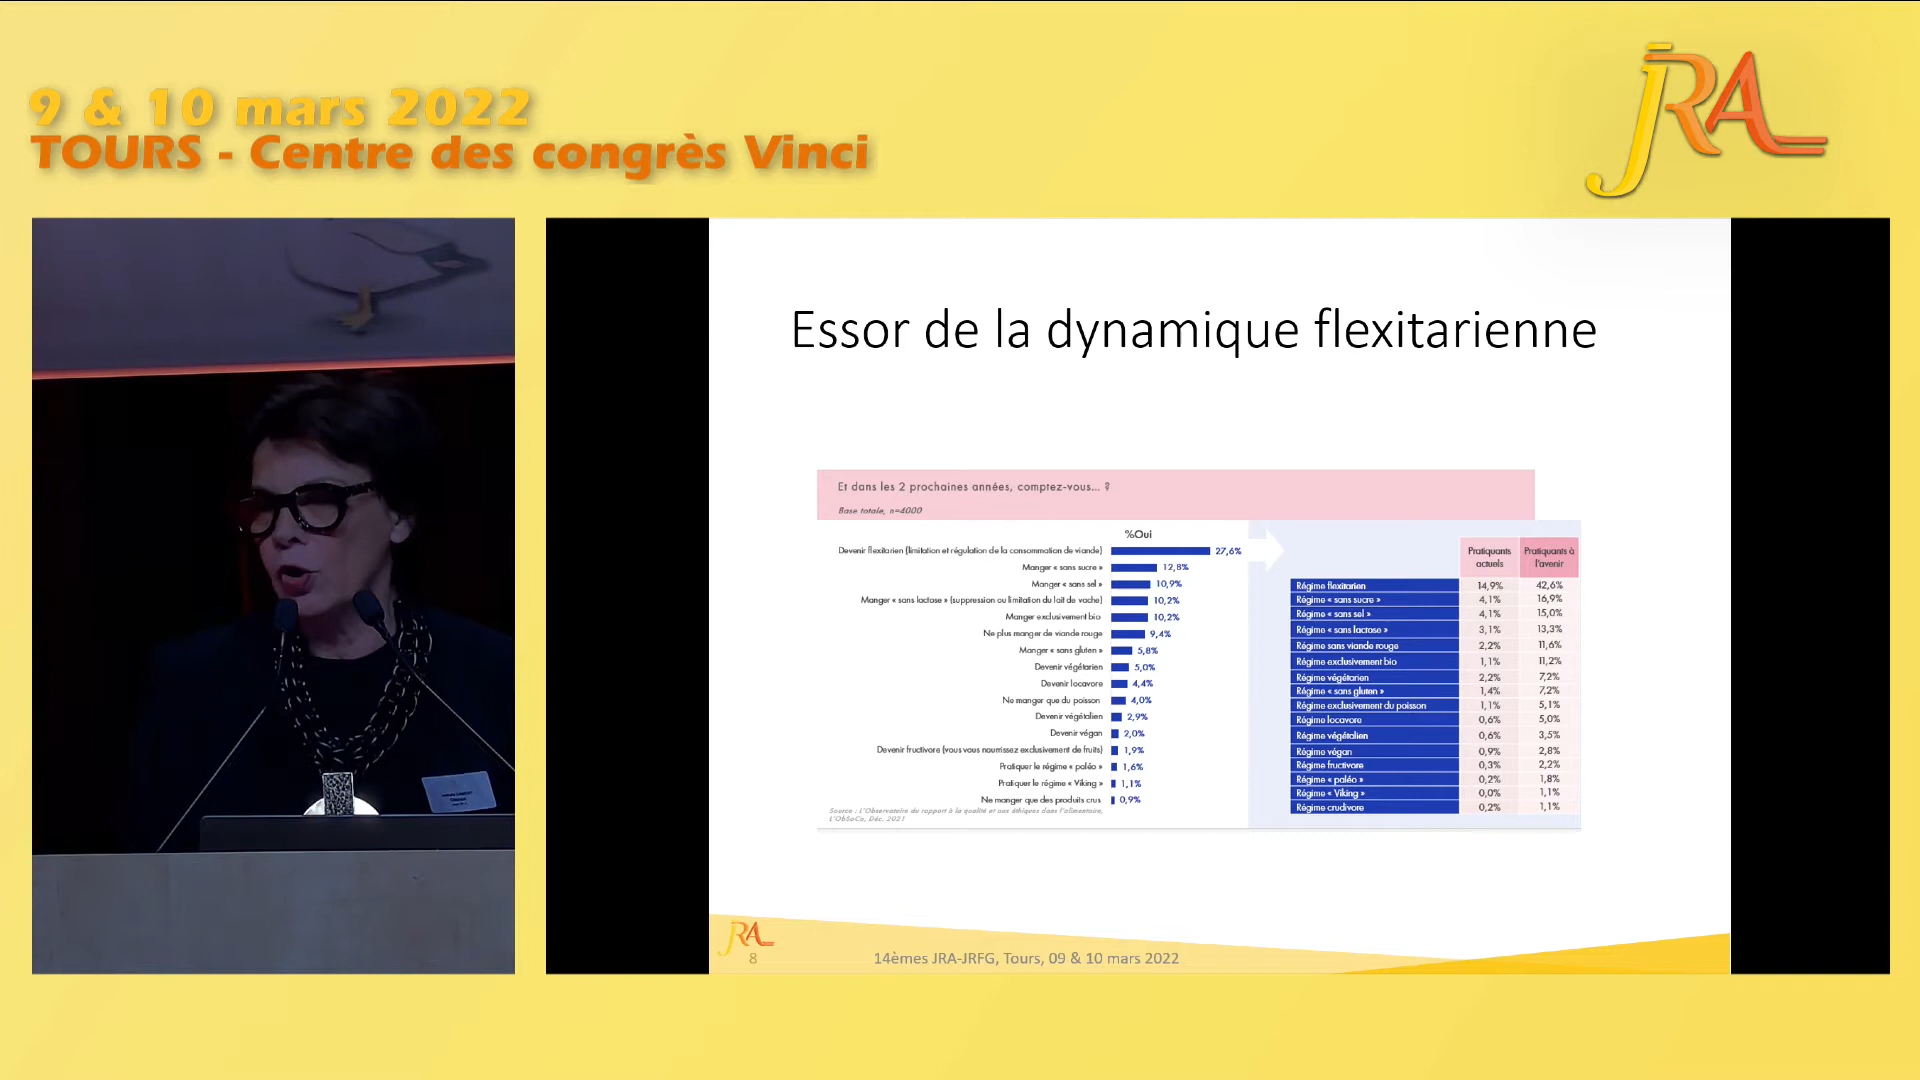 9 & 10 mars 2022
TOURS - Centre des congrès Vinci
JRA
Essor de la dynamique flexitarienne
Et dans les 2 prochaines années, comptez-vous... ?
Base totale, n=4000
%Oui
Devenir flexitarien (limitation et régulation de la consommation de viande) 27,6%
Manger « sans sucre » 12,8%
Manger « sans sel » 10,9%
Manger « sans lactose » (suppression ou limitation du lait de vache) 10,2%
Manger exclusivement bio 10,2%
Ne plus manger de viande rouge 9,4%
Manger « sans gluten » 5,8%
Devenir végétarien 5,0%
Devenir locavore 4,4%
Ne manger que du poisson 4,0%
Devenir végétalien 2,9%
Devenir végan 2,0%
Devenir fructivore (vous vous nourrissez exclusivement de fruits) 1,9%
Pratiquer le régime « paléo » 1,6%
Pratiquer le régime « Viking » 1,1%
Ne manger que des produits crus 0,9%
Source : L'Observatoire du rapport à la qualité et aux éthiques dans l'alimentaire,
L'ObSoCo, Déc. 2021
Pratiquants actuels Pratiquants à l'avenir
Régime flexitarien 14,9% 42,6%
Régime « sans sucre » 4,1% 16,9%
Régime « sans sel » 4,1% 15,0%
Régime « sans lactose » 3,1% 13,3%
Régime sans viande rouge 2,2% 11,6%
Régime exclusivement bio 1,1% 11,2%
Régime végétarien 2,2% 7,2%
Régime « sans gluten » 1,4% 7,2%
Régime exclusivement du poisson 1,1% 5,1%
Régime locavore 0,6% 5,0%
Régime végétalien 0,6% 3,5%
Régime végan 0,9% 2,8%
Régime fructivore 0,3% 2,2%
Régime « paléo » 0,2% 1,8%
Régime « Viking » 0,0% 1,1%
Régime crudivore 0,2% 1,1%
JRA
8
14èmes JRA-JRFG, Tours, 09 & 10 mars 2022